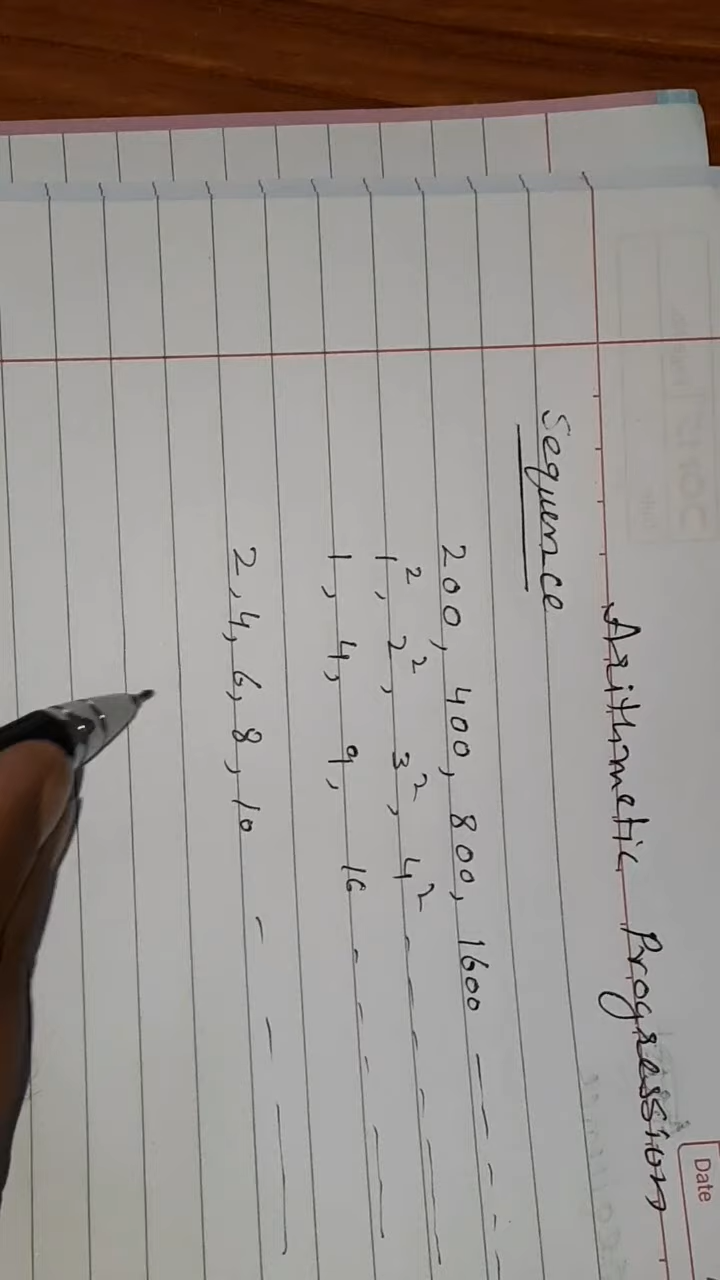 Date
Arithmetic Progression
Sequence
200, 400, 800, 1600 - - - - -
1², 2², 3², 4² - - - - -
1, 4, 9, 16 - - - -
2, 4, 6, 8, 10 - - -